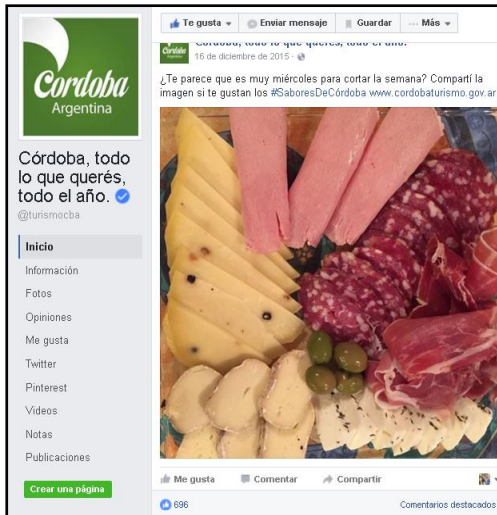 Cordoba
Argentina
Córdoba, todo
lo que querés,
todo el año.
@turismocba
Inicio
Información
Fotos
Opiniones
Me gusta
Twitter
Pinterest
Videos
Notas
Publicaciones
Crear una página
Te gusta
Enviar mensaje
Guardar
Más
Cordoba
Córdoba, todo lo que querés, todo el año.
16 de diciembre de 2015
¿Te parece que es muy miércoles para cortar la semana? Compartí la
imagen si te gustan los #SaboresDeCórdoba www.cordobaturismo.gov.ar
Me gusta
Comentar
Compartir
696
Comentarios destacados